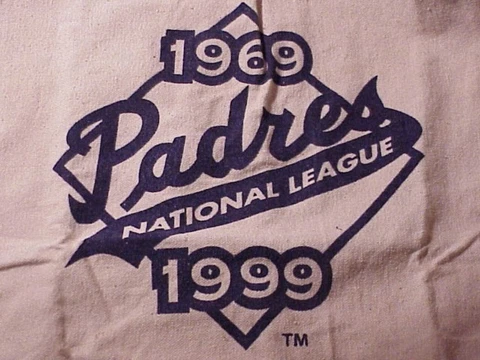 1969
Padres
NATIONAL LEAGUE
1999
TM